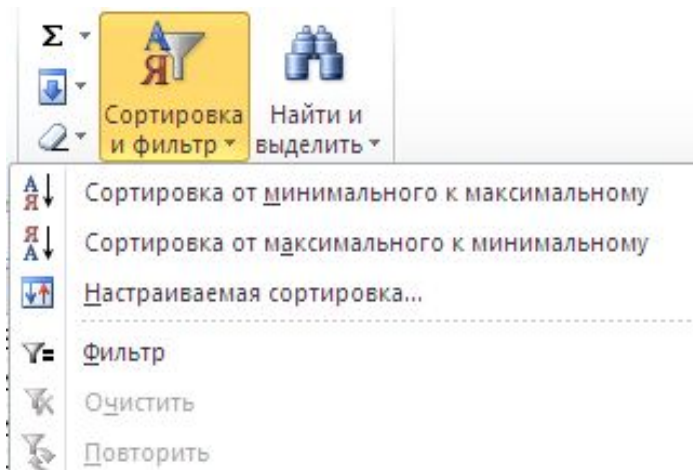 Σ
А
Я
Сортировка
и фильтр
Найти и
выделить
Сортировка от минимального к максимальному
Сортировка от максимального к минимальному
Настраиваемая сортировка...
Фильтр
Очистить
Повторить